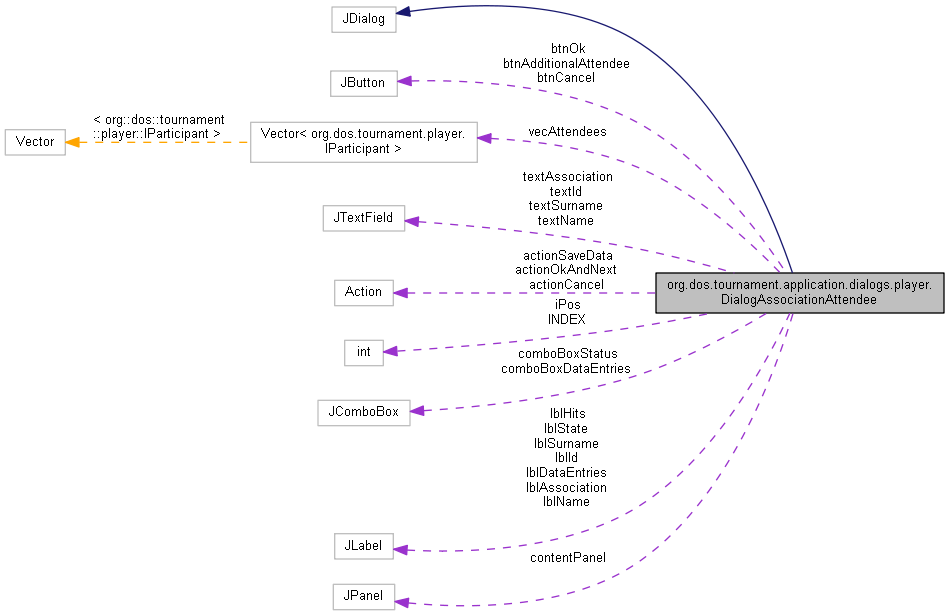 JDialog
btnOk
btnAdditionalAttendee
btnCancel
JButton
< org::dos::tournament
::player::IParticipant >
Vector
Vector< org.dos.tournament.player.
IParticipant >
vecAttendees
textAssociation
textId
textSurname
textName
JTextField
actionSaveData
actionOkAndNext
actionCancel
Action
org.dos.tournament.application.dialogs.player.
DialogAssociationAttendee
iPos
INDEX
int
comboBoxStatus
comboBoxDataEntries
JComboBox
lblHits
lblState
lblSurname
lblId
lblDataEntries
lblAssociation
lblName
JLabel
contentPanel
JPanel